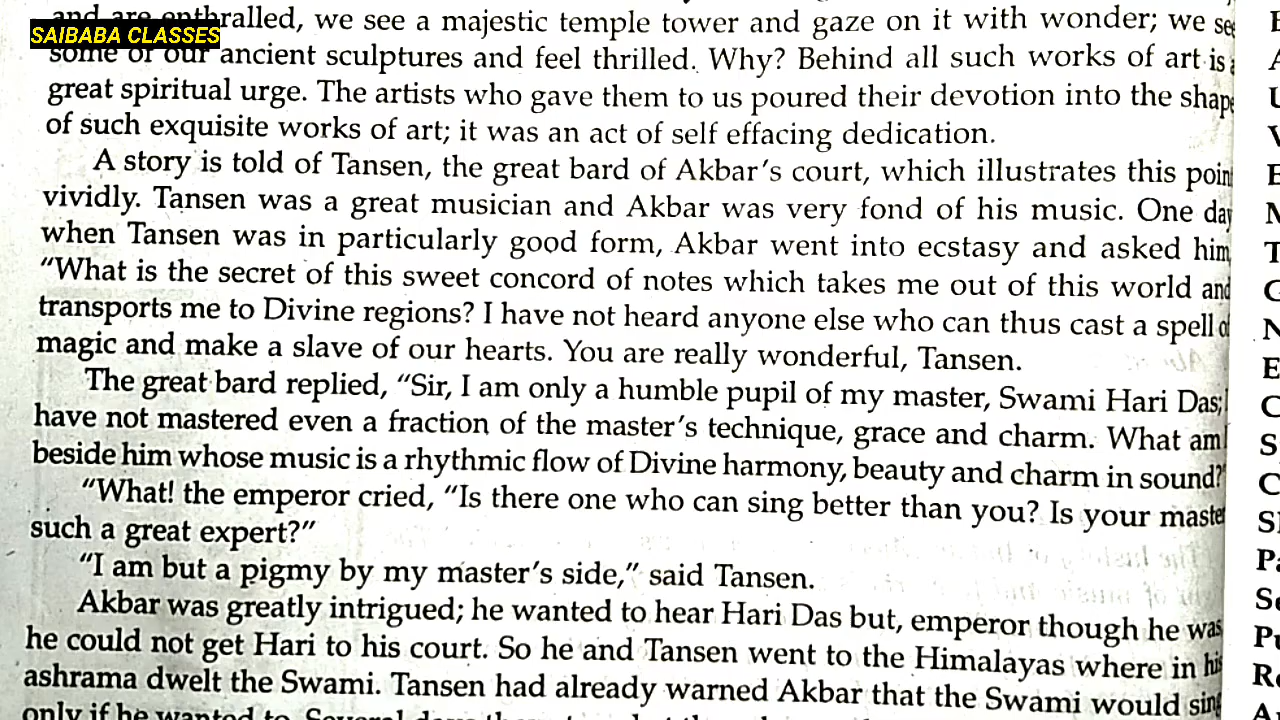 and are enthralled, we see a majestic temple tower and gaze on it with wonder; we see
SAIBABA CLASSES
some of our ancient sculptures and feel thrilled. Why? Behind all such works of art is a
great spiritual urge. The artists who gave them to us poured their devotion into the shape
of such exquisite works of art; it was an act of self effacing dedication.
A story is told of Tansen, the great bard of Akbar's court, which illustrates this point
vividly. Tansen was a great musician and Akbar was very fond of his music. One day
when Tansen was in particularly good form, Akbar went into ecstasy and asked him,
"What is the secret of this sweet concord of notes which takes me out of this world and
transports me to Divine regions? I have not heard anyone else who can thus cast a spell of
magic and make a slave of our hearts. You are really wonderful, Tansen.
The great bard replied, "Sir, I am only a humble pupil of my master, Swami Hari Das; I
have not mastered even a fraction of the master's technique, grace and charm. What am I
beside him whose music is a rhythmic flow of Divine harmony, beauty and charm in sound?"
"What! the emperor cried, "Is there one who can sing better than you? Is your master
such a great expert?"
"I am but a pigmy by my master's side," said Tansen.
Akbar was greatly intrigued; he wanted to hear Hari Das but, emperor though he was
he could not get Hari to his court. So he and Tansen went to the Himalayas where in his
ashrama dwelt the Swami. Tansen had already warned Akbar that the Swami would sing
only if he wanted to. Several days